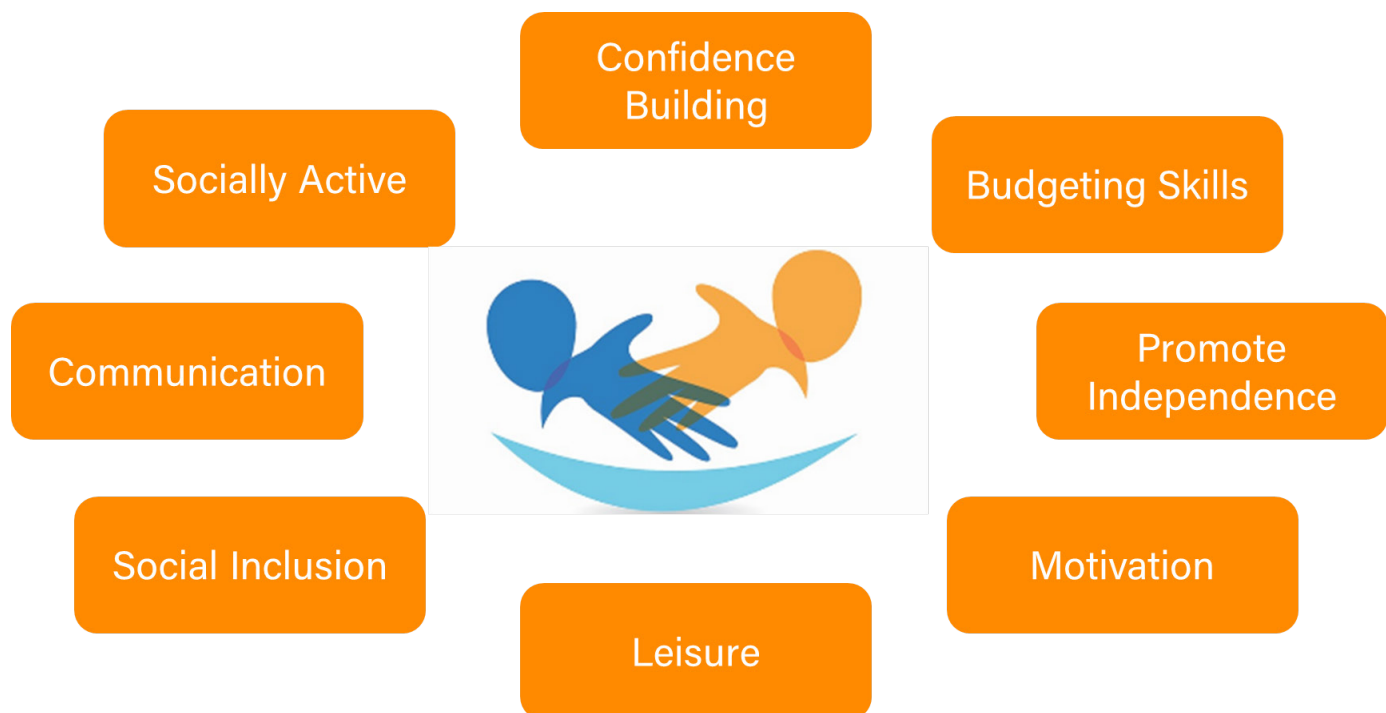 Confidence
Building
Socially Active
Budgeting Skills
Communication
Promote
Independence
Social Inclusion
Motivation
Leisure